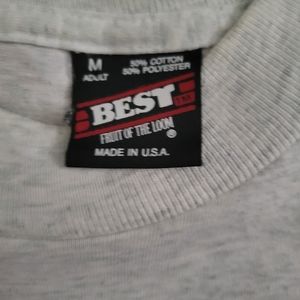 M 50% COTTON
ADULT 50% POLYESTER
BEST
FRUIT OF THE LOOM ®
MADE IN U.S.A.